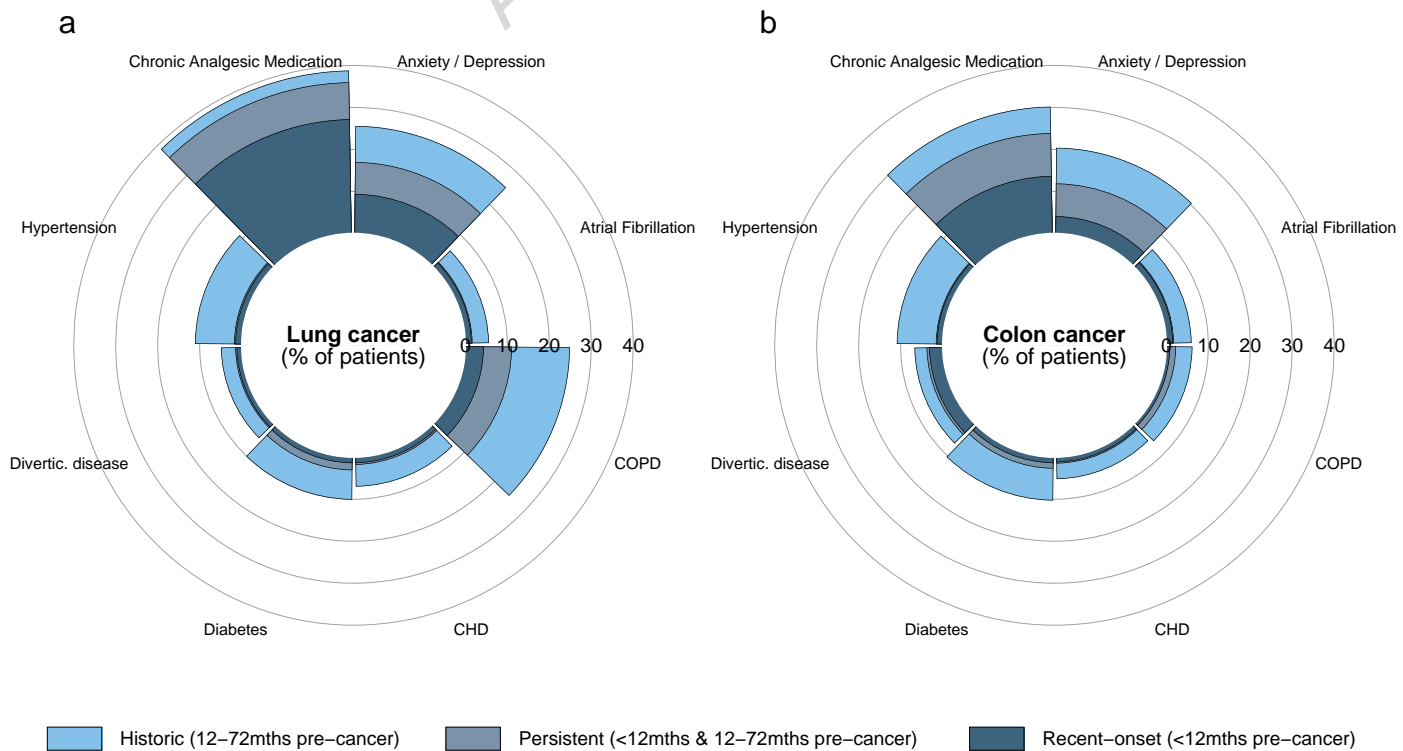 a
b
Chronic Analgesic Medication
Anxiety / Depression
Hypertension
Atrial Fibrillation
Lung cancer
(% of patients)
0 10 20 30 40
Divertic. disease
COPD
Diabetes
CHD
Chronic Analgesic Medication
Anxiety / Depression
Hypertension
Atrial Fibrillation
Colon cancer
(% of patients)
0 10 20 30 40
Divertic. disease
COPD
Diabetes
CHD
Historic (12−72mths pre−cancer)
Persistent (<12mths & 12−72mths pre−cancer)
Recent−onset (<12mths pre−cancer)